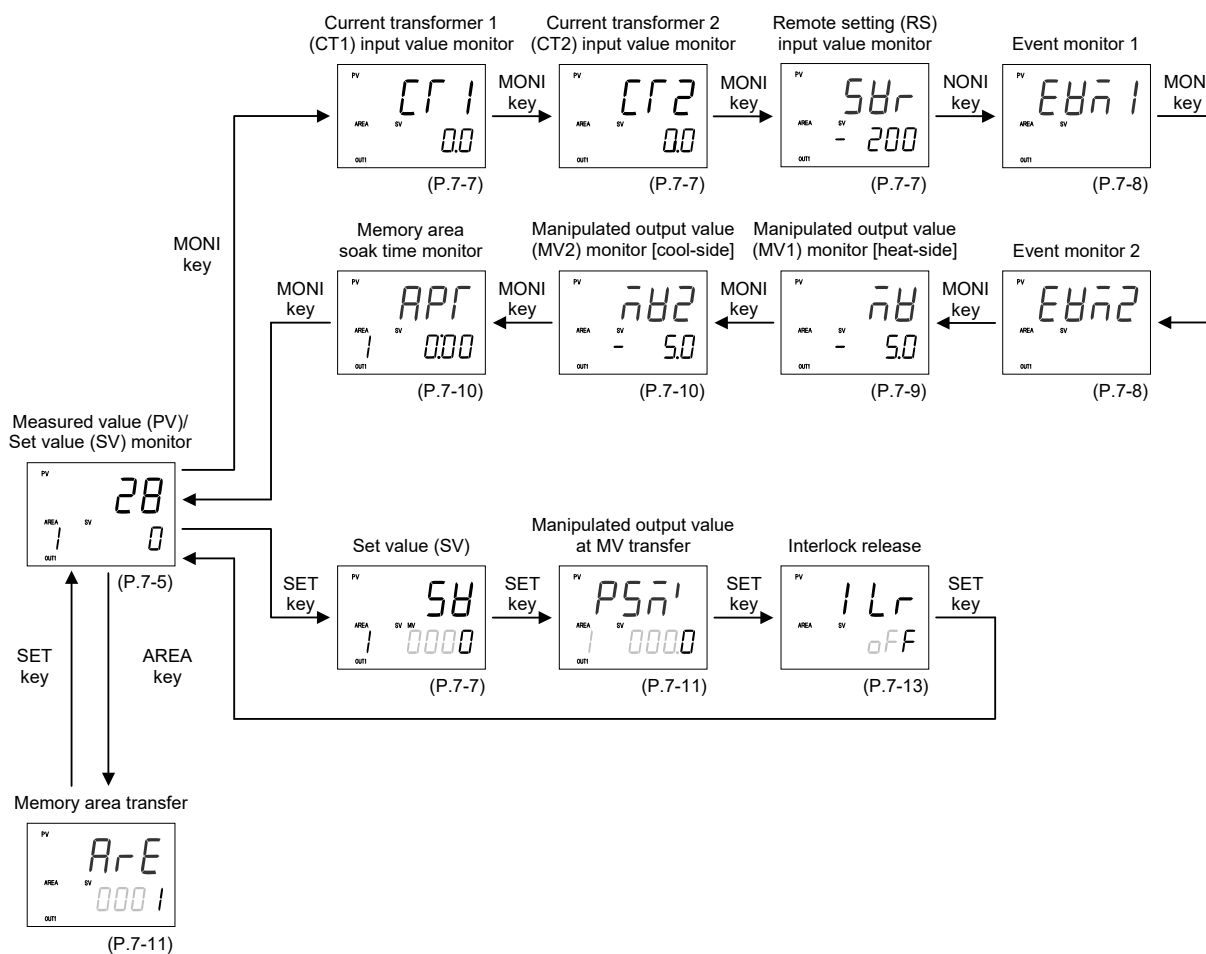 Current transformer 1
(CT1) input value monitor
Current transformer 2
(CT2) input value monitor
Remote setting (RS)
input value monitor
Event monitor 1
PV
CT1
AREA SV
0.0
OUT1
(P.7-7)
MONI
key
PV
CT2
AREA SV
0.0
OUT1
(P.7-7)
MONI
key
PV
SVr
AREA SV
- 200
OUT1
(P.7-7)
NONI
key
PV
EVM1
AREA SV
OUT1
(P.7-8)
MON
key
MONI
key
Memory area
soak time monitor
Manipulated output value
(MV2) monitor [cool-side]
Manipulated output value
(MV1) monitor [heat-side]
Event monitor 2
MONI
key
PV
APT
AREA SV
1 0:00
OUT1
(P.7-10)
MONI
key
PV
MV2
AREA SV
- 5.0
OUT1
(P.7-10)
MONI
key
PV
MV
AREA SV
- 5.0
OUT1
(P.7-9)
MONI
key
PV
EVM2
AREA SV
OUT1
(P.7-8)
Measured value (PV)/
Set value (SV) monitor
PV
28
AREA SV
1 0
OUT1
(P.7-5)
SET
key
Set value (SV)
PV
SV
AREA SV MV
1 0000
OUT1
(P.7-7)
SET
key
Manipulated output value
at MV transfer
PV
PSM'
AREA SV
1 000.0
OUT1
(P.7-11)
SET
key
Interlock release
PV
ILr
AREA SV
oFF
(P.7-13)
SET
key
SET
key
AREA
key
Memory area transfer
PV
ArE
AREA SV
0001
OUT1
(P.7-11)